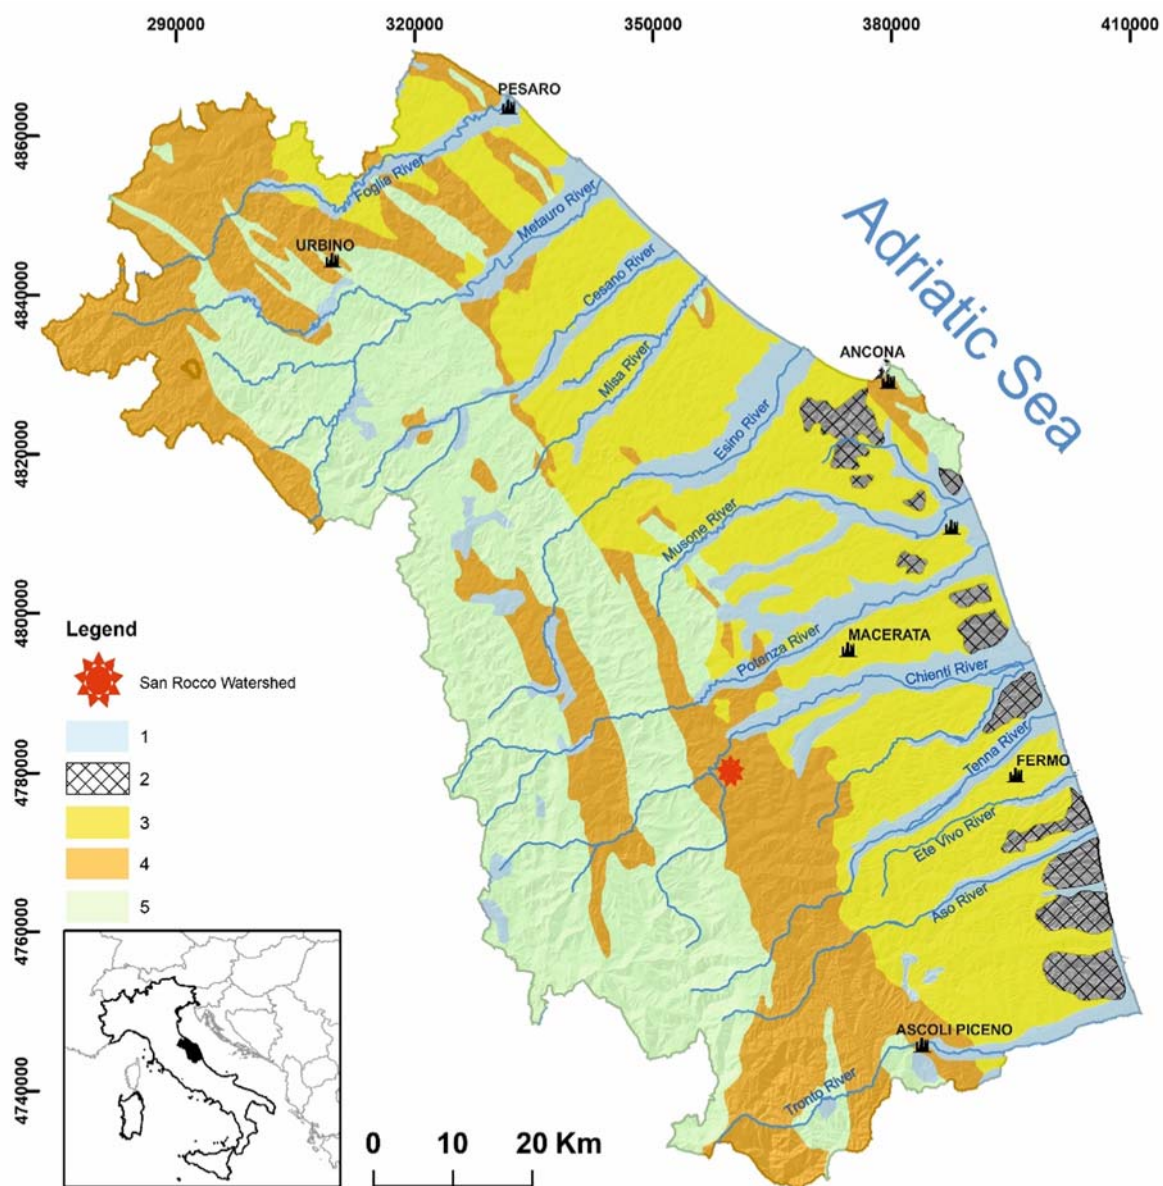 290000
320000
350000
380000
410000
4860000
4840000
4820000
4800000
4780000
4760000
4740000
PESARO
Foglia River
Metauro River
URBINO
Cesano River
Adriatic Sea
Misa River
ANCONA
Esino River
Musone River
MACERATA
Potenza River
Chienti River
Tenna River
FERMO
Ete Vivo River
Aso River
ASCOLI PICENO
Tronto River
Legend
San Rocco Watershed
1
2
3
4
5
0 10 20 Km